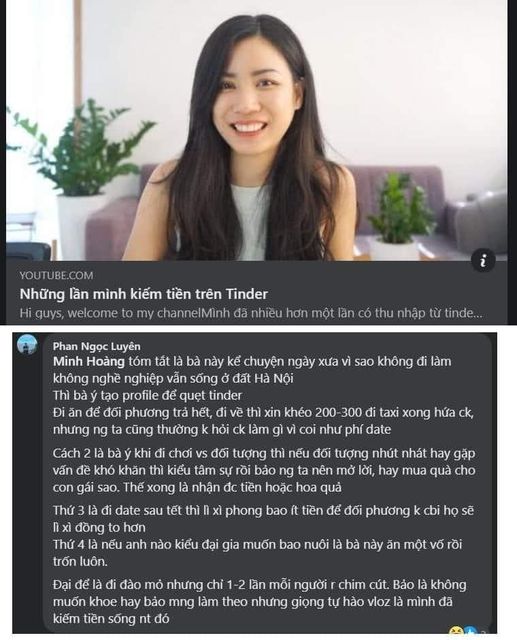 YOUTUBE.COM
Những lần mình kiếm tiền trên Tinder
Hi guys, welcome to my channelMình đã nhiều hơn một lần có thu nhập từ tinde...
Phan Ngọc Luyên
Minh Hoàng tóm tắt là bà này kể chuyện ngày xưa vì sao không đi làm
không nghề nghiệp vẫn sống ở đất Hà Nội
Thì bà ý tạo profile để quẹt tinder
Đi ăn để đối phương trả hết, đi về thì xin khéo 200-300 đi taxi xong hứa ck,
nhưng ng ta cũng thường k hỏi ck làm gì vì coi như phí date
Cách 2 là bà ý khi đi chơi vs đối tượng thì nếu đối tượng nhút nhát hay gặp
vấn đề khó khăn thì kiểu tâm sự rồi bảo ng ta nên mở lời, hay mua quà cho
con gái sao. Thế xong là nhận đc tiền hoặc hoa quả
Thứ 3 là đi date sau tết thì lì xì phong bao ít tiền để đối phương k cbi họ sẽ
lì xì đồng to hơn
Thứ 4 là nếu anh nào kiểu đại gia muốn bao nuôi là bà này ăn một vố rồi
trốn luôn.
Đại để là đi đào mỏ nhưng chỉ 1-2 lần mỗi người r chim cút. Bảo là không
muốn khoe hay bảo mng làm theo nhưng giọng tự hào vloz là mình đã
kiếm tiền sống nt đó